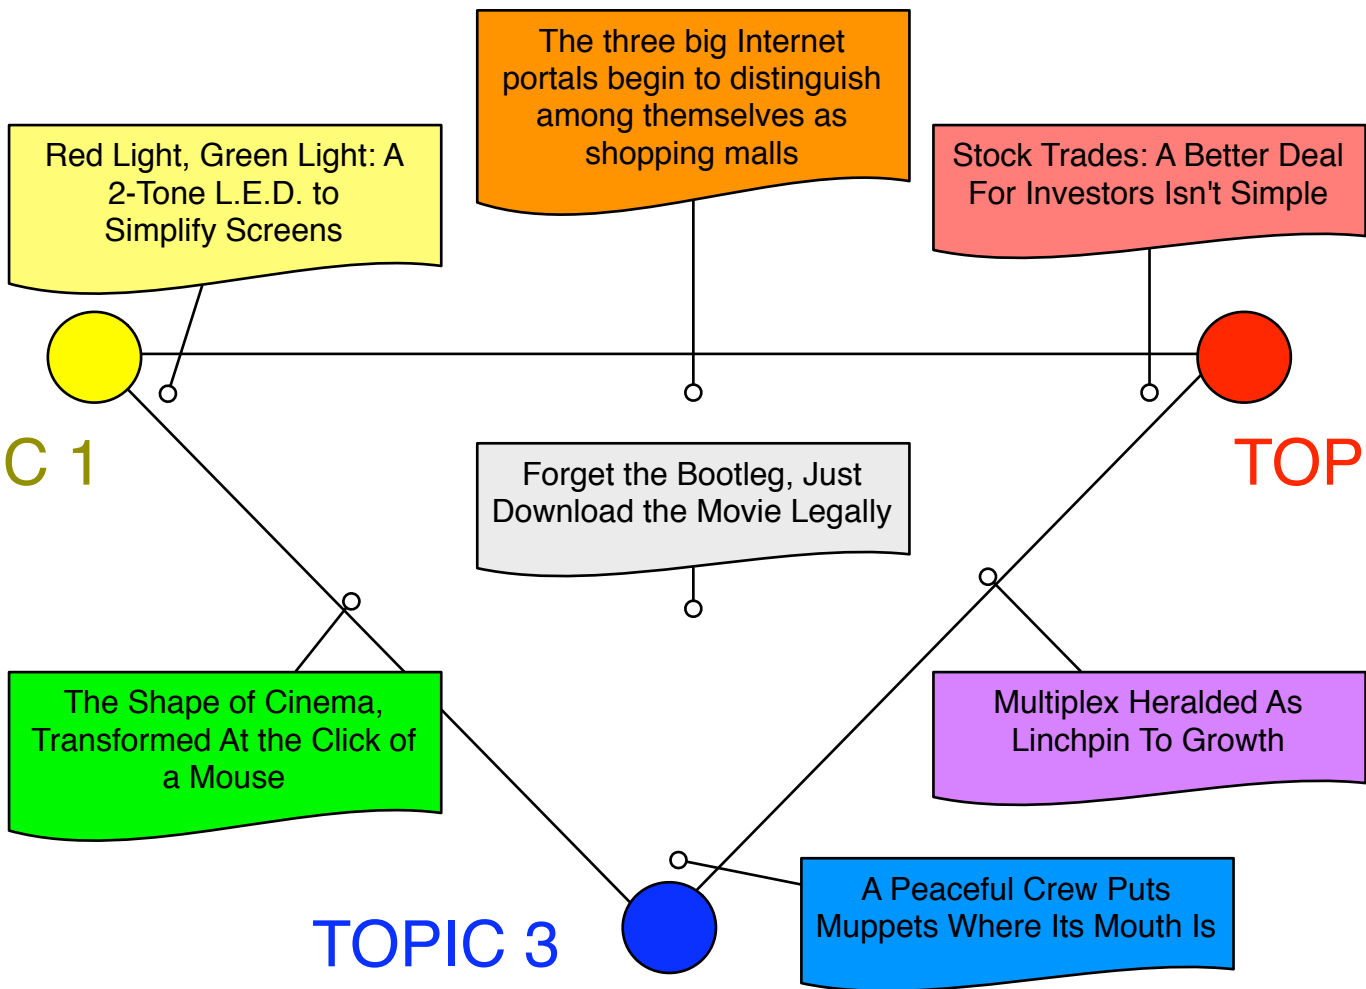 The three big Internet
portals begin to distinguish
among themselves as
shopping malls
Red Light, Green Light: A
2-Tone L.E.D. to
Simplify Screens
Stock Trades: A Better Deal
For Investors Isn't Simple
C 1
TOP
Forget the Bootleg, Just
Download the Movie Legally
The Shape of Cinema,
Transformed At the Click of
a Mouse
Multiplex Heralded As
Linchpin To Growth
A Peaceful Crew Puts
Muppets Where Its Mouth Is
TOPIC 3